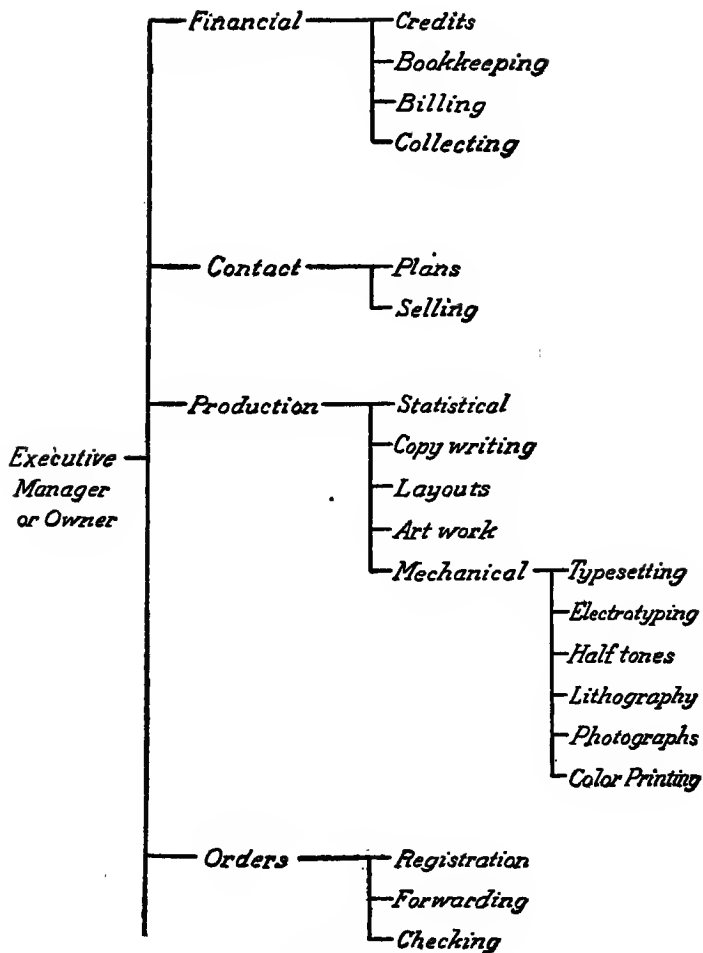 Financial
Credits
Bookkeeping
Billing
Collecting
Contact
Plans
Selling
Production
Statistical
Copy writing
Layouts
Art work
Mechanical
Typesetting
Electrotyping
Half tones
Lithography
Photographs
Color Printing
Executive
Manager
or Owner
Orders
Registration
Forwarding
Checking